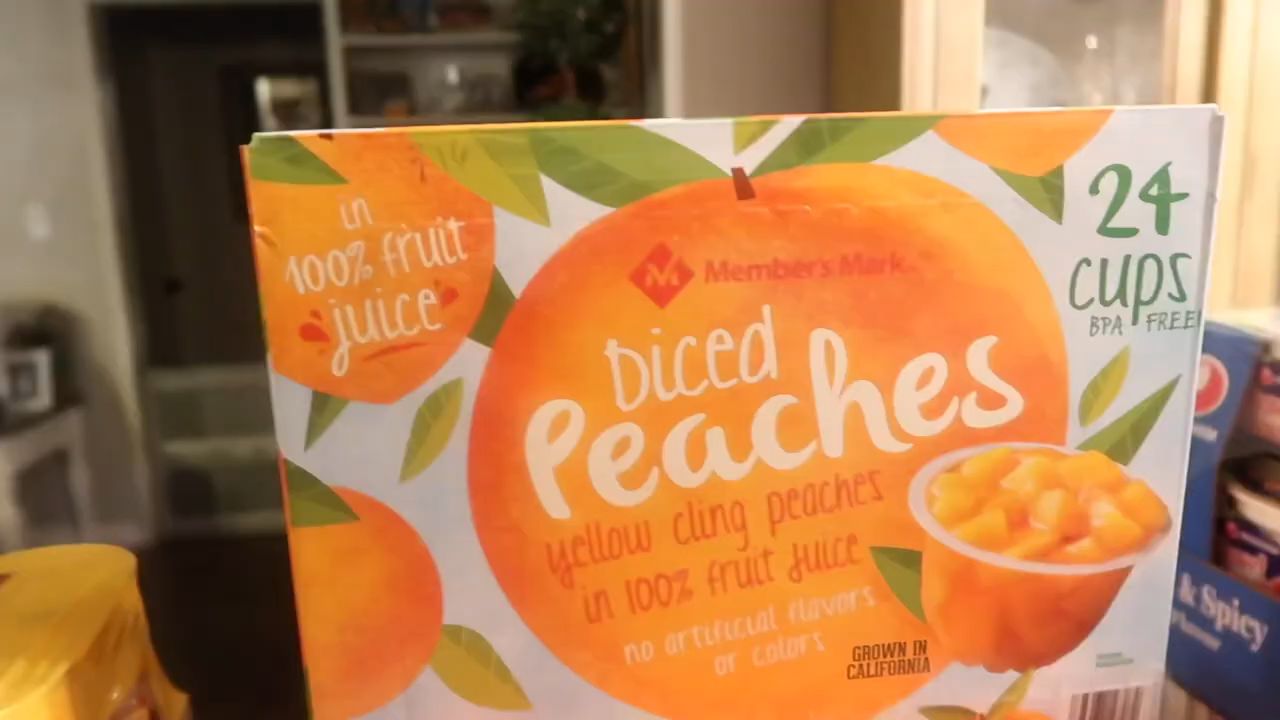 in
100% fruit
juice
Member's Mark
Diced
Peaches
yellow cling peaches
in 100% fruit juice
no artificial flavors
or colors
GROWN IN
CALIFORNIA
24
cups
BPA FREE
& Spicy